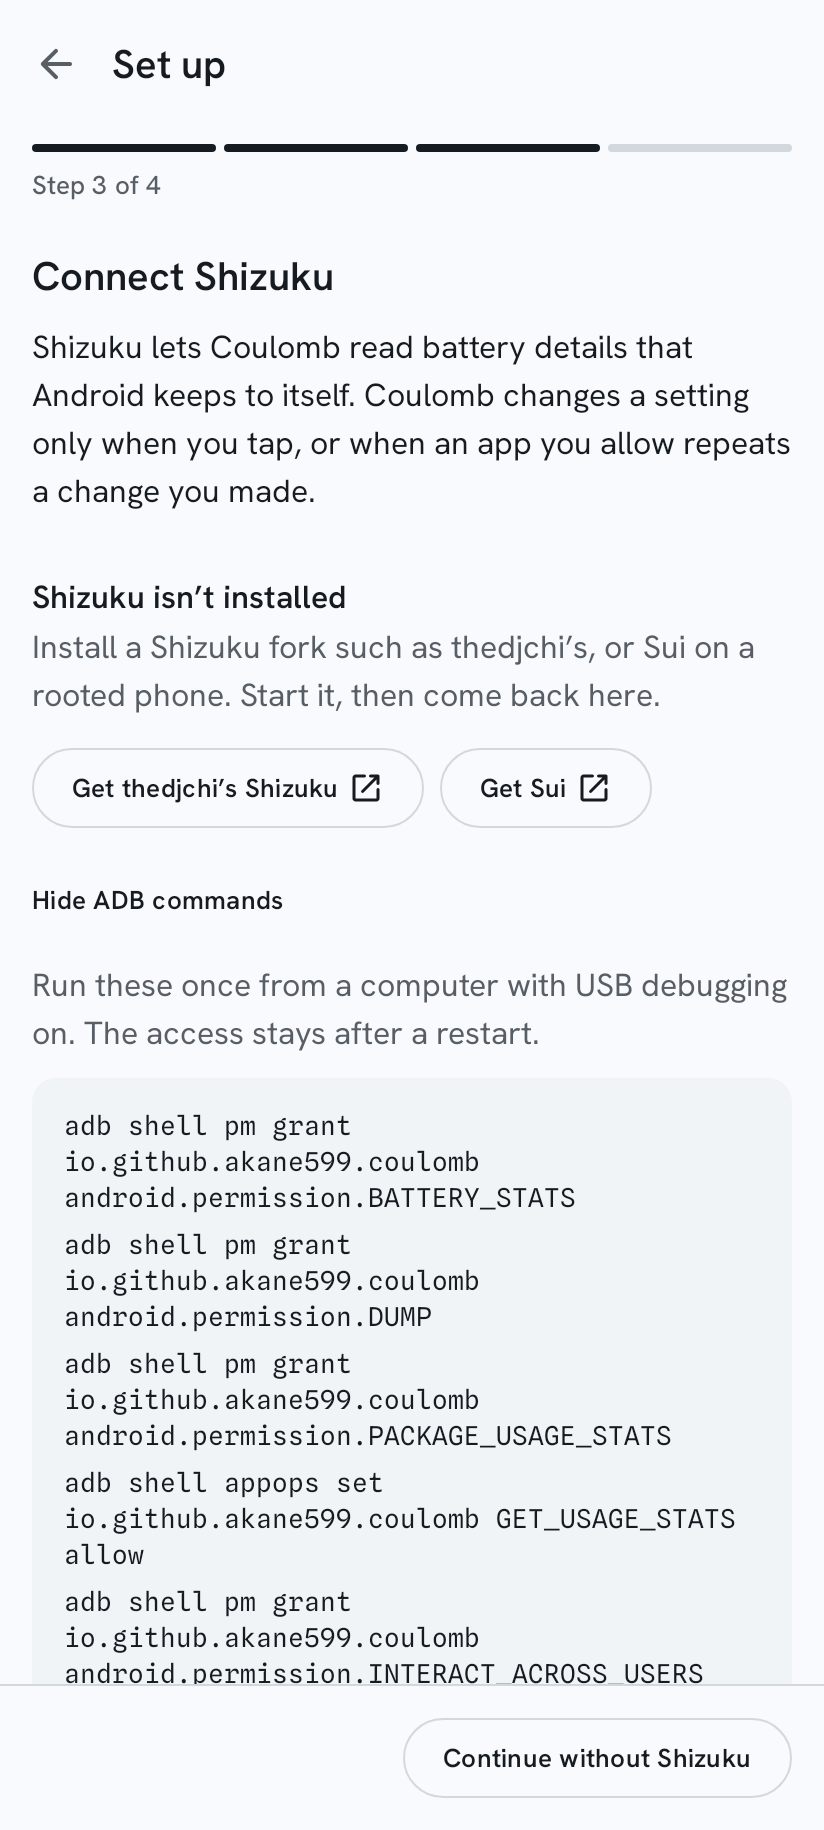 Set up
Step 3 of 4
Connect Shizuku
Shizuku lets Coulomb read battery details that
Android keeps to itself. Coulomb changes a setting
only when you tap, or when an app you allow repeats
a change you made.
Shizuku isn’t installed
Install a Shizuku fork such as thedjchi’s, or Sui on a
rooted phone. Start it, then come back here.
Get thedjchi’s Shizuku
Get Sui
Hide ADB commands
Run these once from a computer with USB debugging
on. The access stays after a restart.
adb shell pm grant
io.github.akane599.coulomb
android.permission.BATTERY_STATS
adb shell pm grant
io.github.akane599.coulomb
android.permission.DUMP
adb shell pm grant
io.github.akane599.coulomb
android.permission.PACKAGE_USAGE_STATS
adb shell appops set
io.github.akane599.coulomb GET_USAGE_STATS
allow
adb shell pm grant
io.github.akane599.coulomb
android.permission.INTERACT_ACROSS_USERS
Continue without Shizuku